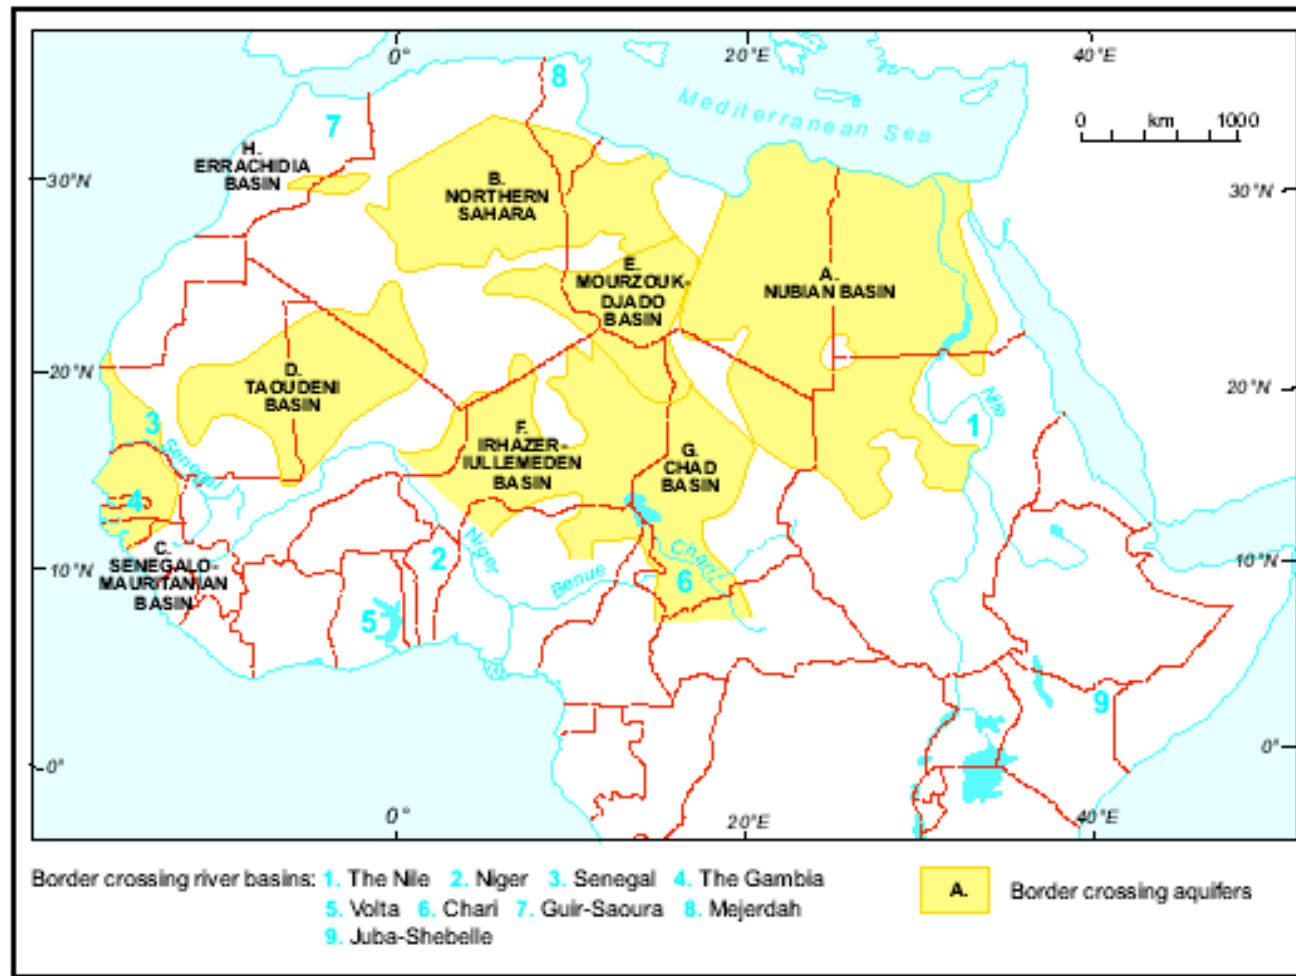 0°
20°E
40°E
8
Mediterranean Sea
0 km 1000
7
H.
ERRACHIDIA
BASIN
30°N
30°N
B.
NORTHERN
SAHARA
E.
MOURZOUK-
DJADO
BASIN
A.
NUBIAN BASIN
20°N
20°N
D.
TAOUDENI
BASIN
3
Senegal
F.
IRHAZER-
IULLEMEDEN
BASIN
G.
CHAD
BASIN
Nile
1
4
C.
SENEGALO-
MAURITANIAN
BASIN
10°N
10°N
2
Niger
Benue
Chari
6
5
9
0°
0°
0°
20°E
40°E
Border crossing river basins: 1. The Nile 2. Niger 3. Senegal 4. The Gambia
5. Volta 6. Chari 7. Guir-Saoura 8. Mejerdah
9. Juba-Shebelle
A. Border crossing aquifers